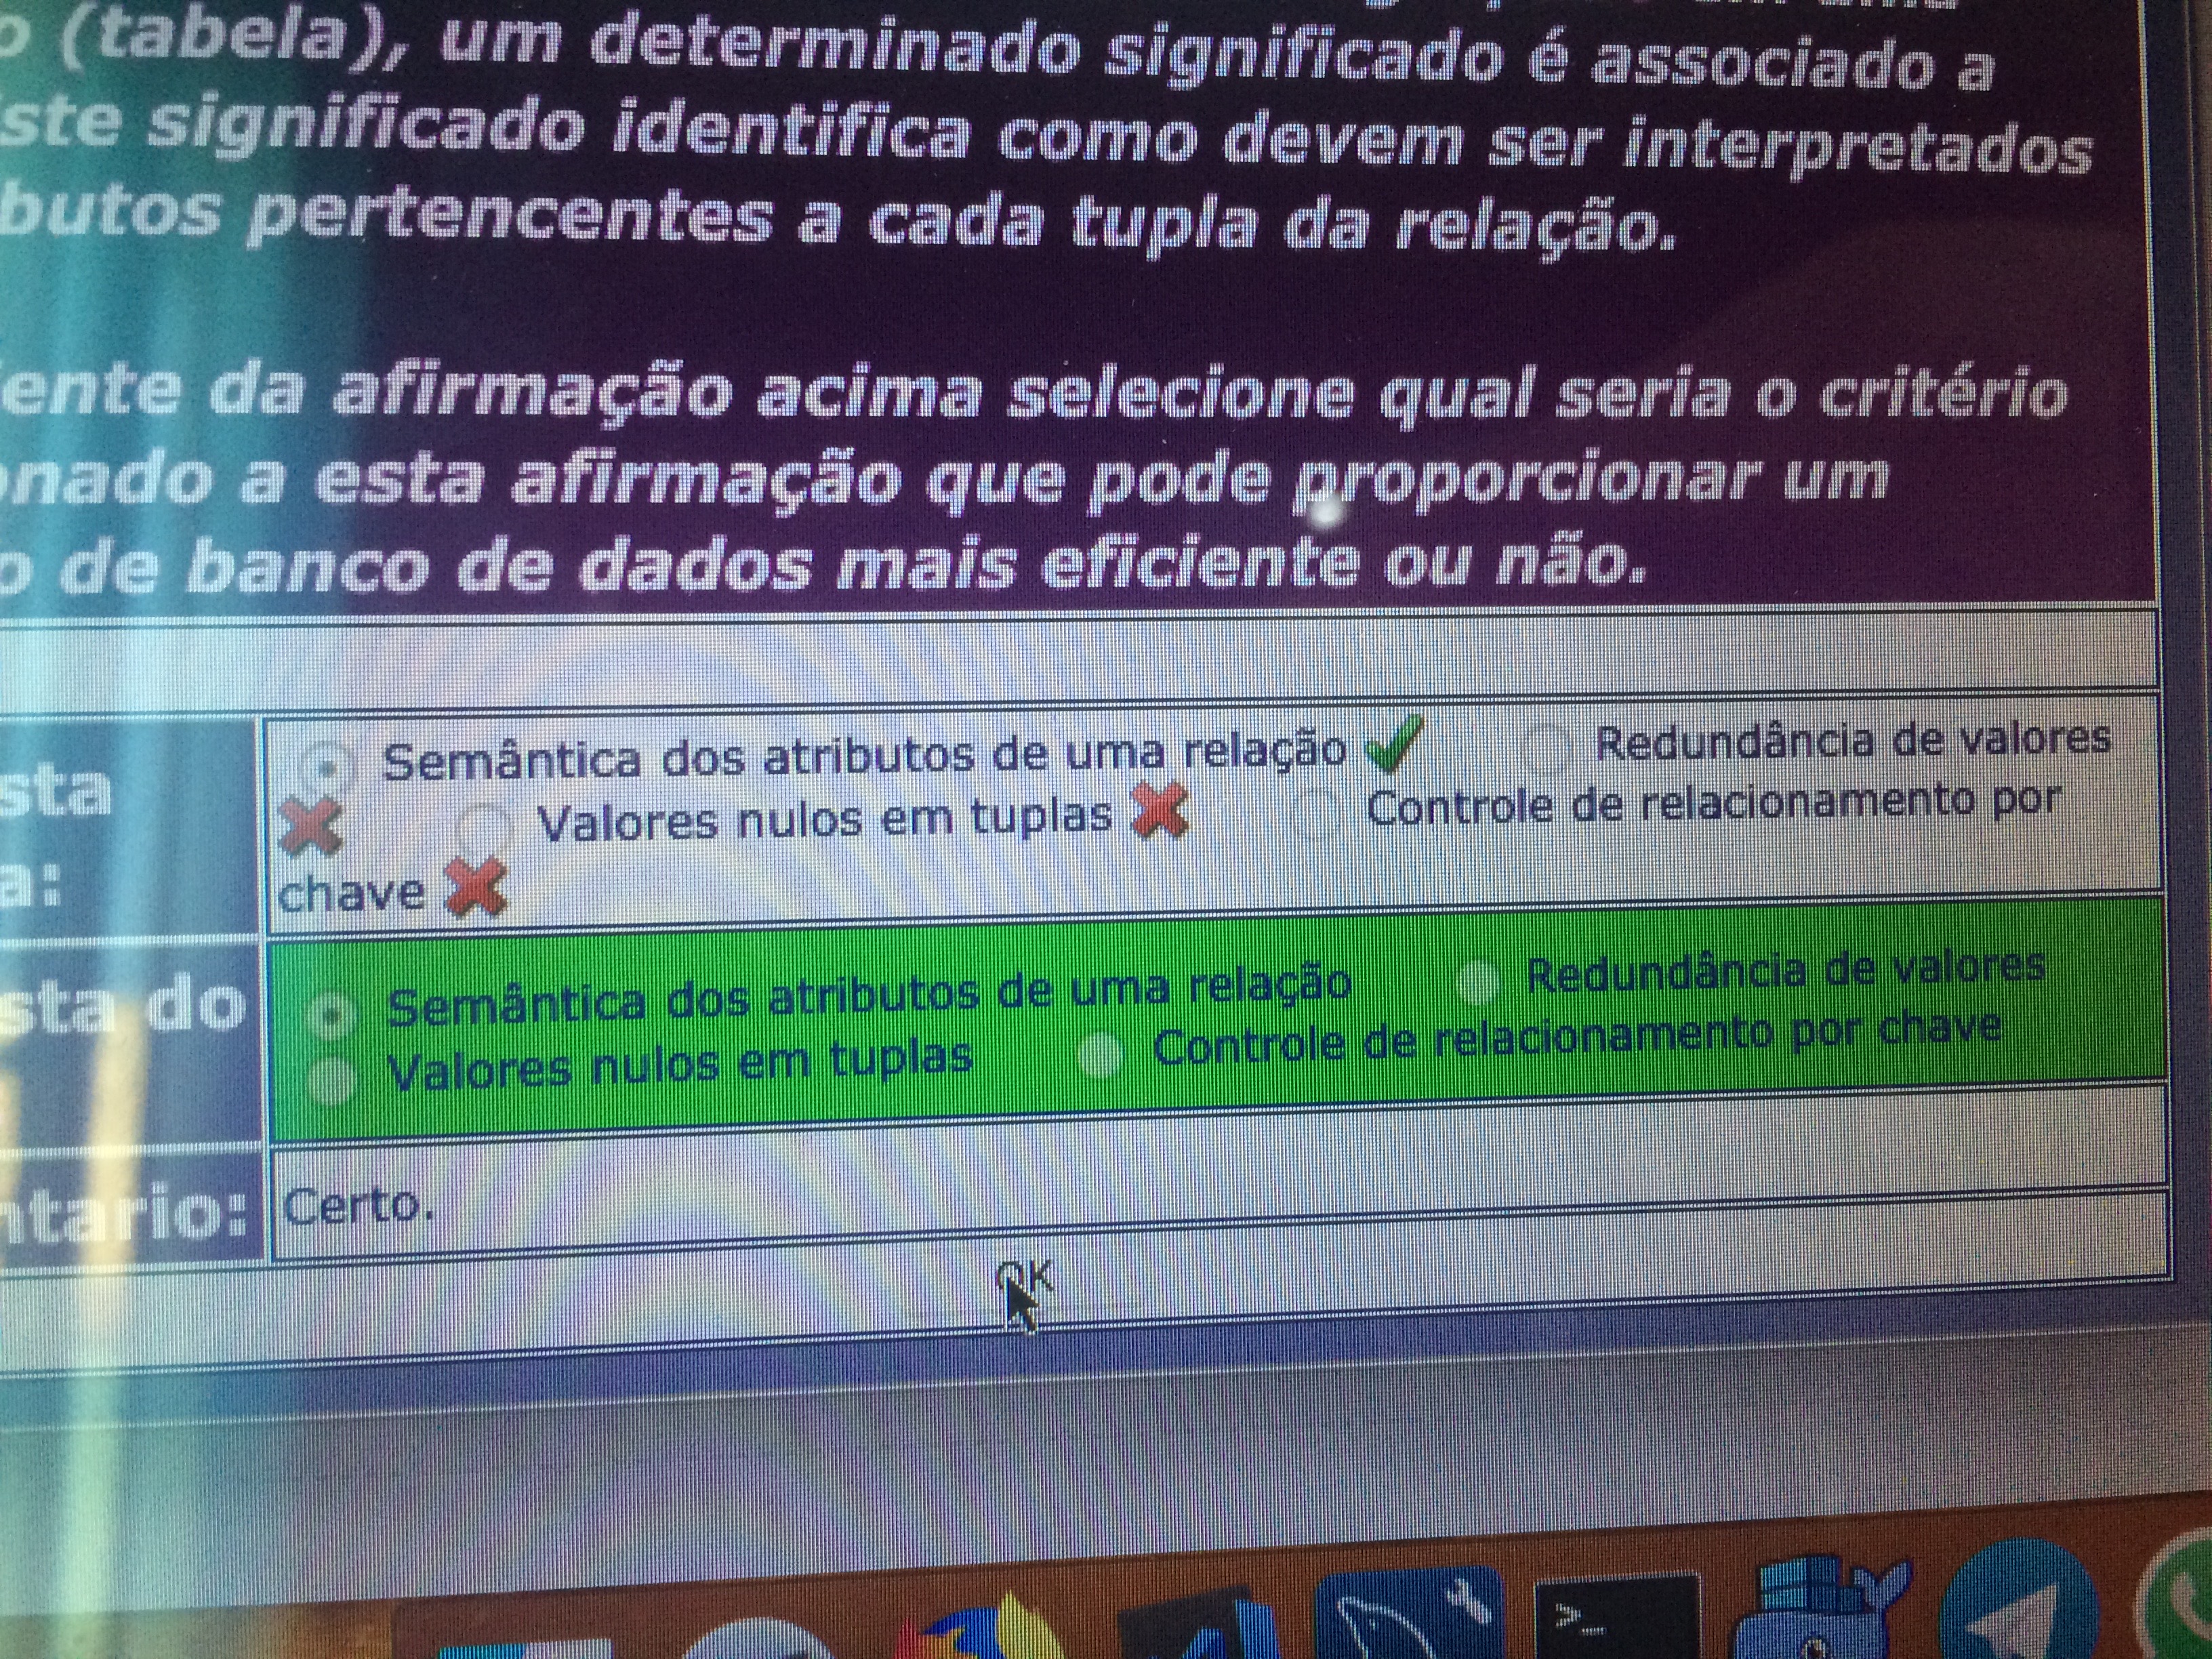 (tabela), um determinado significado é associado a
ste significado identifica como devem ser interpretados
butos pertencentes a cada tupla da relação.
ente da afirmação acima selecione qual seria o critério
onado a esta afirmação que pode proporcionar um
o de banco de dados mais eficiente ou não.
sta
a:
Semântica dos atributos de uma relação Redundância de valores
Valores nulos em tuplas Controle de relacionamento por
chave
sta do
Semântica dos atributos de uma relação Redundância de valores
Valores nulos em tuplas Controle de relacionamento por chave
ntario: Certo.
OK
>_